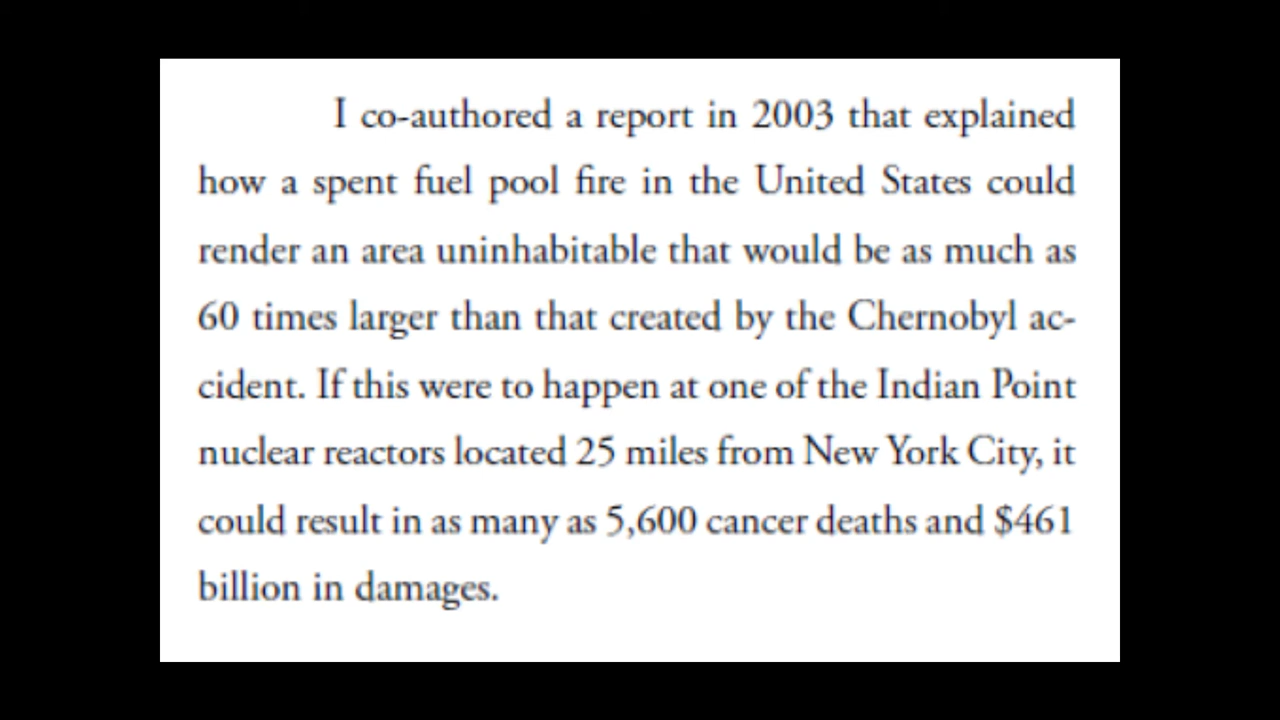 I co-authored a report in 2003 that explained
how a spent fuel pool fire in the United States could
render an area uninhabitable that would be as much as
60 times larger than that created by the Chernobyl ac-
cident. If this were to happen at one of the Indian Point
nuclear reactors located 25 miles from New York City, it
could result in as many as 5,600 cancer deaths and $461
billion in damages.